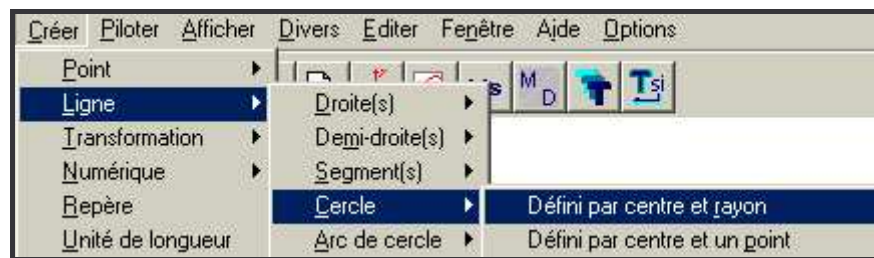 Créer Piloter Afficher Divers Editer Fenêtre Aide Options
Point
Ligne
Transformation
Numérique
Repère
Unité de longueur
M D Tsi
Droite(s)
Demi-droite(s)
Segment(s)
Cercle
Arc de cercle
Défini par centre et rayon
Défini par centre et un point